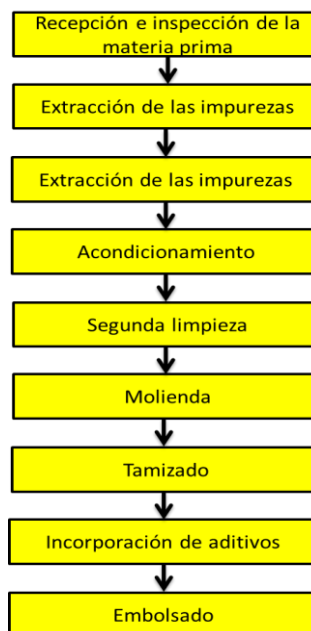 Recepción e inspección de la
materia prima
Extracción de las impurezas
Extracción de las impurezas
Acondicionamiento
Segunda limpieza
Molienda
Tamizado
Incorporación de aditivos
Embolsado